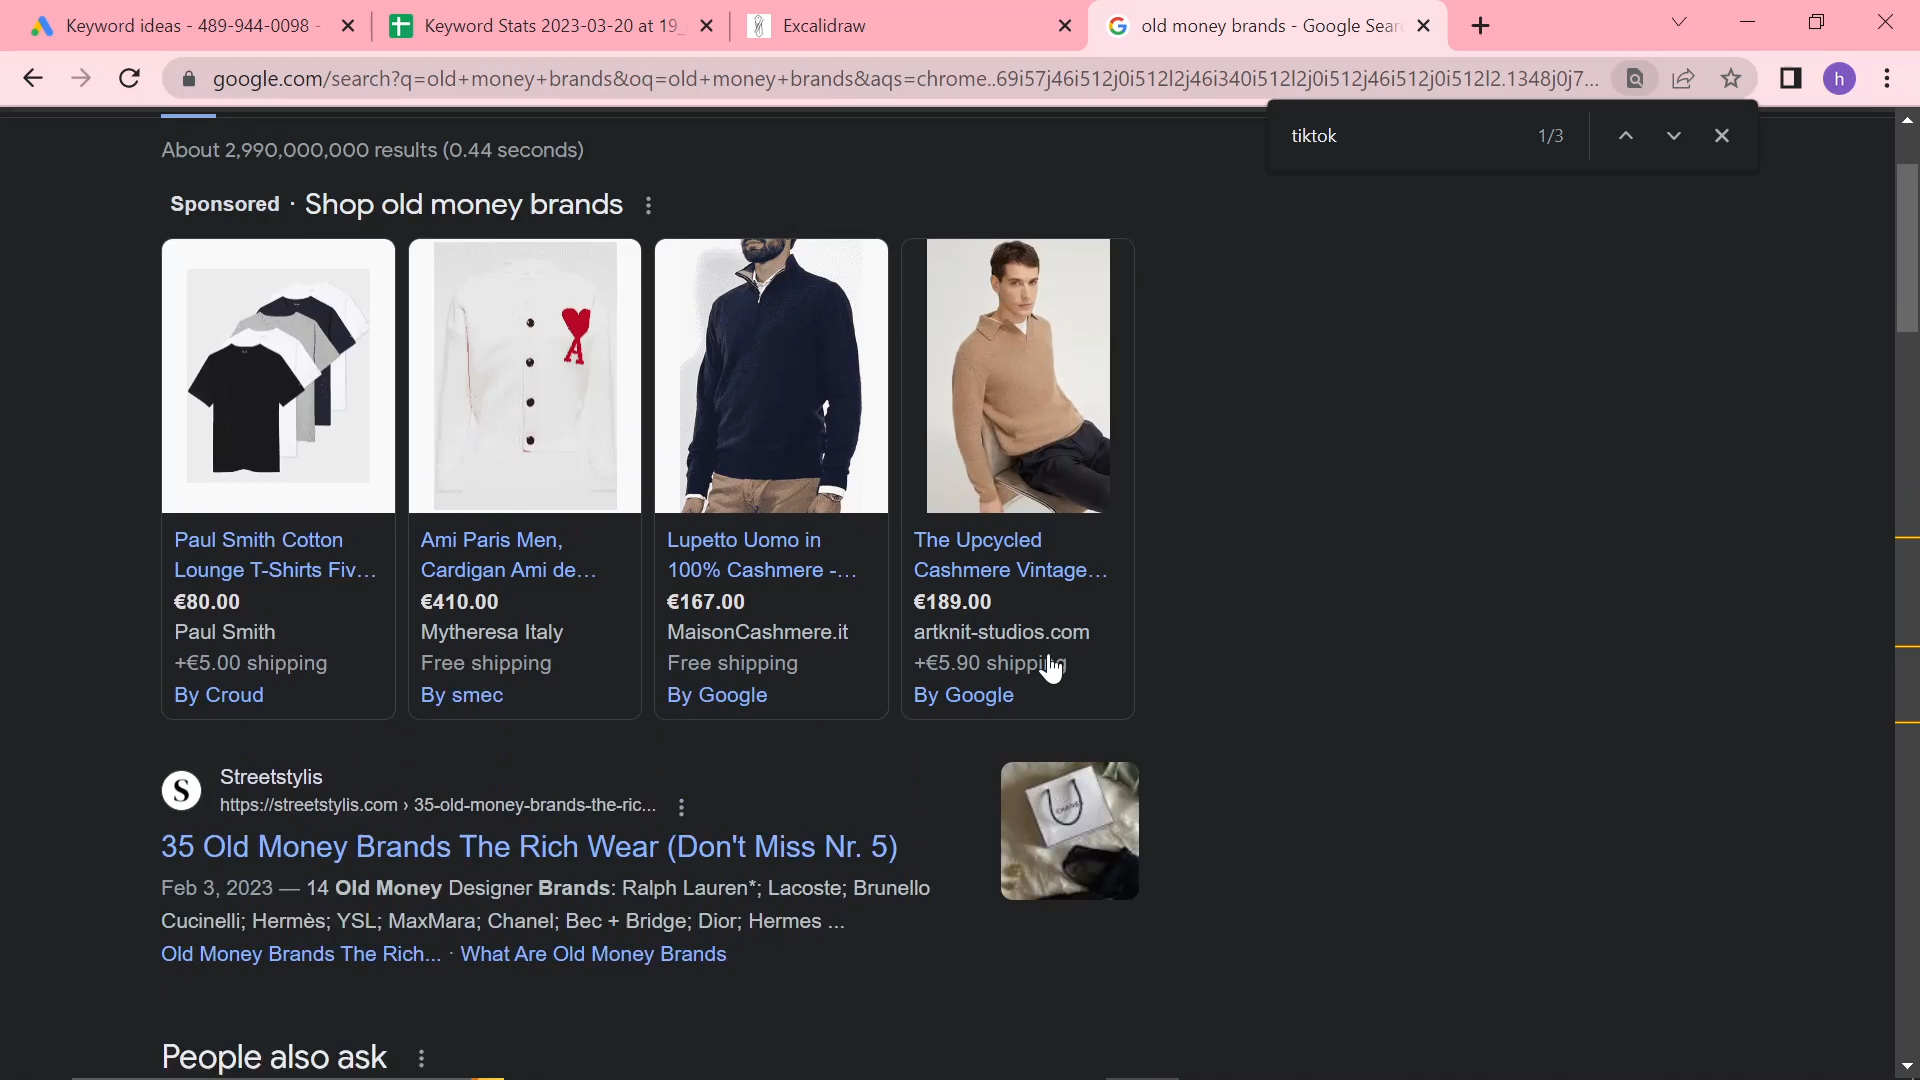 Keyword ideas - 489-944-0098 -
Keyword Stats 2023-03-20 at 19_
Excalidraw
old money brands - Google Sear
google.com/search?q=old+money+brands&oq=old+money+brands&aqs=chrome..69i57j46i512j0i512l2j46i340i512l2j0i512j46i512j0i512l2.1348j0j7...
h
tiktok 1/3
About 2,990,000,000 results (0.44 seconds)
Sponsored · Shop old money brands
A
Paul Smith Cotton
Lounge T-Shirts Fiv...
€80.00
Paul Smith
+€5.00 shipping
By Croud
Ami Paris Men,
Cardigan Ami de...
€410.00
Mytheresa Italy
Free shipping
By smec
Lupetto Uomo in
100% Cashmere -...
€167.00
MaisonCashmere.it
Free shipping
By Google
The Upcycled
Cashmere Vintage...
€189.00
artknit-studios.com
+€5.90 shipping
By Google
S
Streetstylis
https://streetstylis.com › 35-old-money-brands-the-ric...
35 Old Money Brands The Rich Wear (Don't Miss Nr. 5)
Feb 3, 2023 — 14 Old Money Designer Brands: Ralph Lauren*; Lacoste; Brunello
Cucinelli; Hermès; YSL; MaxMara; Chanel; Bec + Bridge; Dior; Hermes ...
Old Money Brands The Rich... · What Are Old Money Brands
CHANEL
People also ask